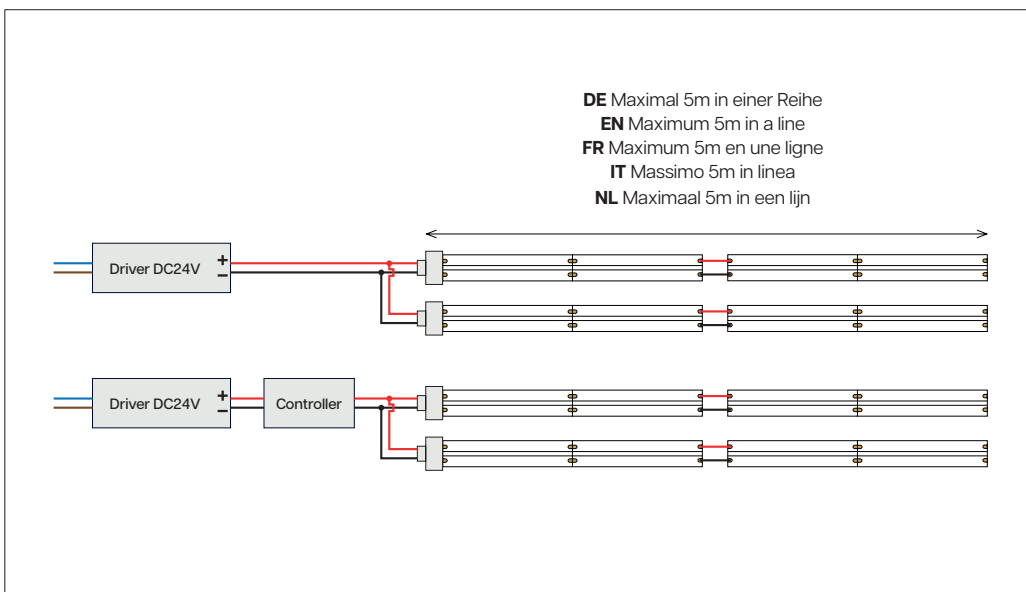 DE Maximal 5m in einer Reihe
EN Maximum 5m in a line
FR Maximum 5m en une ligne
IT Massimo 5m in linea
NL Maximaal 5m in een lijn
Driver DC24V + −
Driver DC24V + − Controller